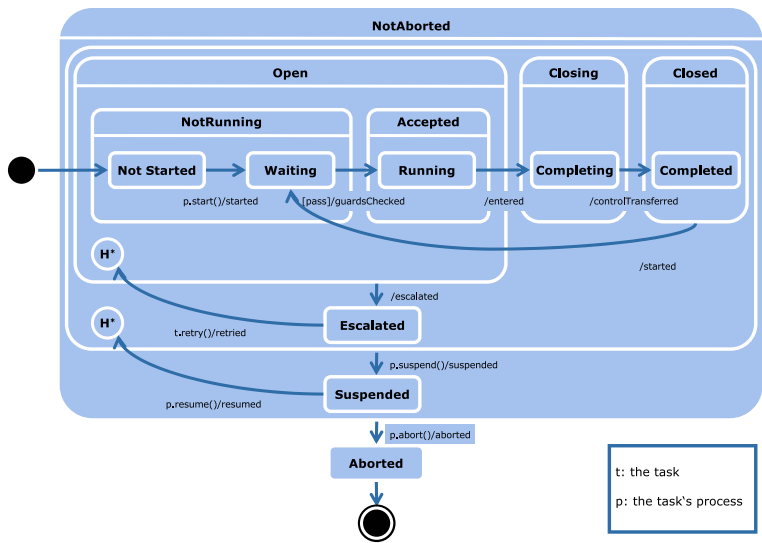 NotAborted
Open
Closing
Closed
NotRunning
Accepted
Not Started
Waiting
Running
Completing
Completed
p.start()/started
[pass]/guardsChecked
/entered
/controlTransferred
H*
/started
/escalated
H*
Escalated
t.retry()/retried
p.suspend()/suspended
Suspended
p.resume()/resumed
p.abort()/aborted
Aborted
t: the task
p: the task's process